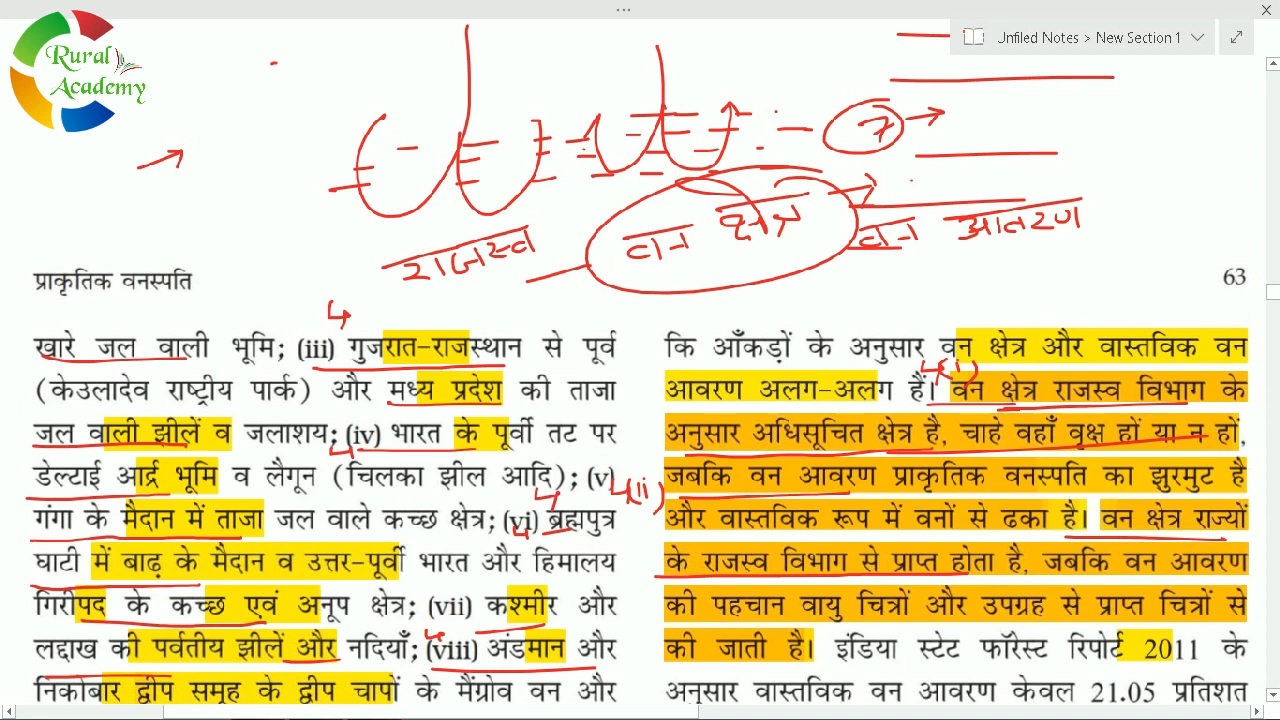 Rural
Academy
Unfiled Notes > New Section 1
७
राजस्व
वन क्षेत्र
वन आवरण
प्राकृतिक वनस्पति
63
खारे जल वाली भूमि; (iii) गुजरात-राजस्थान से पूर्व
(केउलादेव राष्ट्रीय पार्क) और मध्य प्रदेश की ताजा
जल वाली झीलें व जलाशय; (iv) भारत के पूर्वी तट पर
डेल्टाई आर्द्र भूमि व लैगून (चिलका झील आदि); (v)
गंगा के मैदान में ताजा जल वाले कच्छ क्षेत्र; (vi) ब्रह्मपुत्र
घाटी में बाढ़ के मैदान व उत्तर-पूर्वी भारत और हिमालय
गिरीपद के कच्छ एवं अनूप क्षेत्र; (vii) कश्मीर और
लद्दाख की पर्वतीय झीलें और नदियाँ; (viii) अंडमान और
निकोबार द्वीप समूह के द्वीप चापों के मैंग्रोव वन और
कि आँकड़ों के अनुसार वन क्षेत्र और वास्तविक वन
आवरण अलग-अलग हैं। (i) वन क्षेत्र राजस्व विभाग के
अनुसार अधिसूचित क्षेत्र है, चाहे वहाँ वृक्ष हों या न हों,
(ii) जबकि वन आवरण प्राकृतिक वनस्पति का झुरमुट है
और वास्तविक रूप में वनों से ढका है। वन क्षेत्र राज्यों
के राजस्व विभाग से प्राप्त होता है, जबकि वन आवरण
की पहचान वायु चित्रों और उपग्रह से प्राप्त चित्रों से
की जाती है। इंडिया स्टेट फॉरेस्ट रिपोर्ट 2011 के
अनुसार वास्तविक वन आवरण केवल 21.05 प्रतिशत